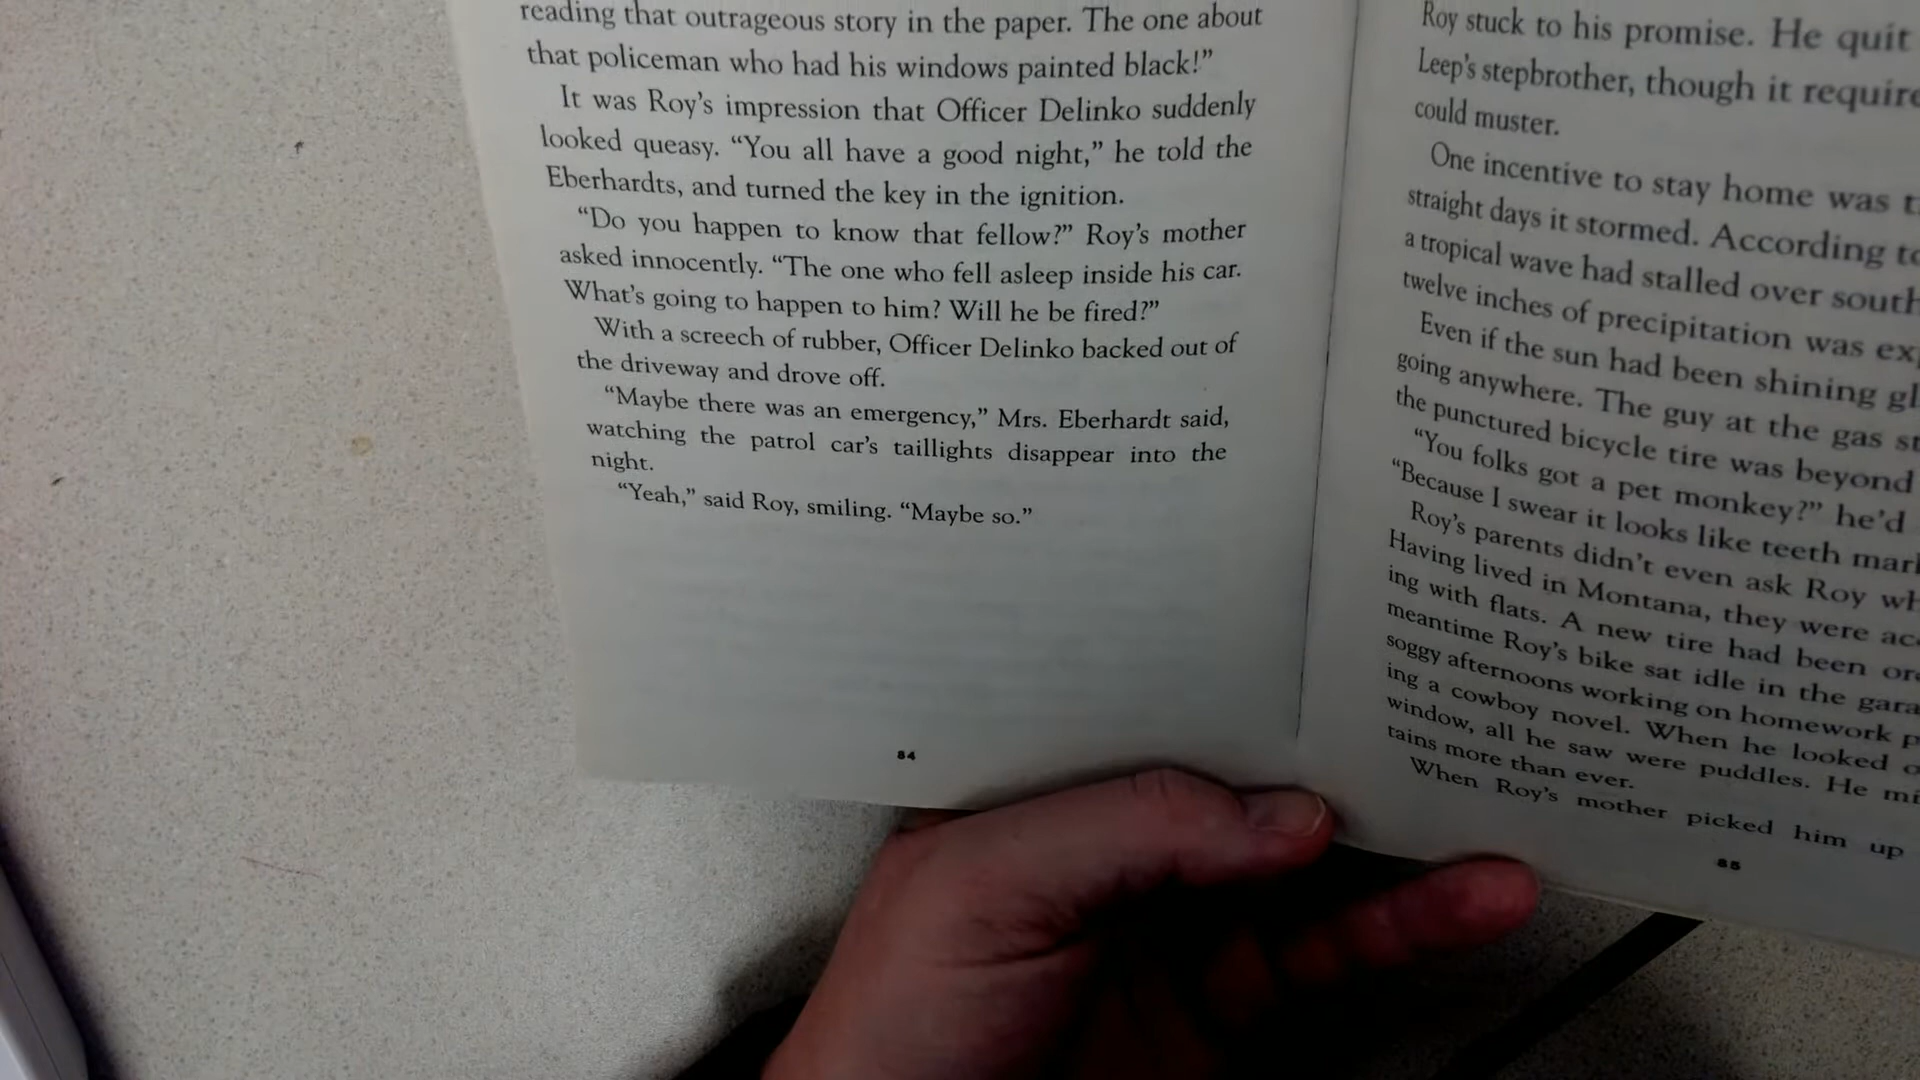 reading that outrageous story in the paper. The one about
that policeman who had his windows painted black!”
It was Roy’s impression that Officer Delinko suddenly
looked queasy. “You all have a good night,” he told the
Eberhardts, and turned the key in the ignition.
“Do you happen to know that fellow?” Roy’s mother
asked innocently. “The one who fell asleep inside his car.
What’s going to happen to him? Will he be fired?”
With a screech of rubber, Officer Delinko backed out of
the driveway and drove off.
“Maybe there was an emergency,” Mrs. Eberhardt said,
watching the patrol car’s taillights disappear into the
night.
“Yeah,” said Roy, smiling. “Maybe so.”
84
Roy stuck to his promise. He quit
Leep’s stepbrother, though it require
could muster.
One incentive to stay home was t
straight days it stormed. According to
a tropical wave had stalled over south
twelve inches of precipitation was exp
Even if the sun had been shining gl
going anywhere. The guy at the gas st
the punctured bicycle tire was beyond
“You folks got a pet monkey?” he’d
“Because I swear it looks like teeth mark
Roy’s parents didn’t even ask Roy wh
Having lived in Montana, they were acc
ing with flats. A new tire had been ord
meantime Roy’s bike sat idle in the gara
soggy afternoons working on homework p
ing a cowboy novel. When he looked o
window, all he saw were puddles. He mi
tains more than ever.
When Roy’s mother picked him up
85